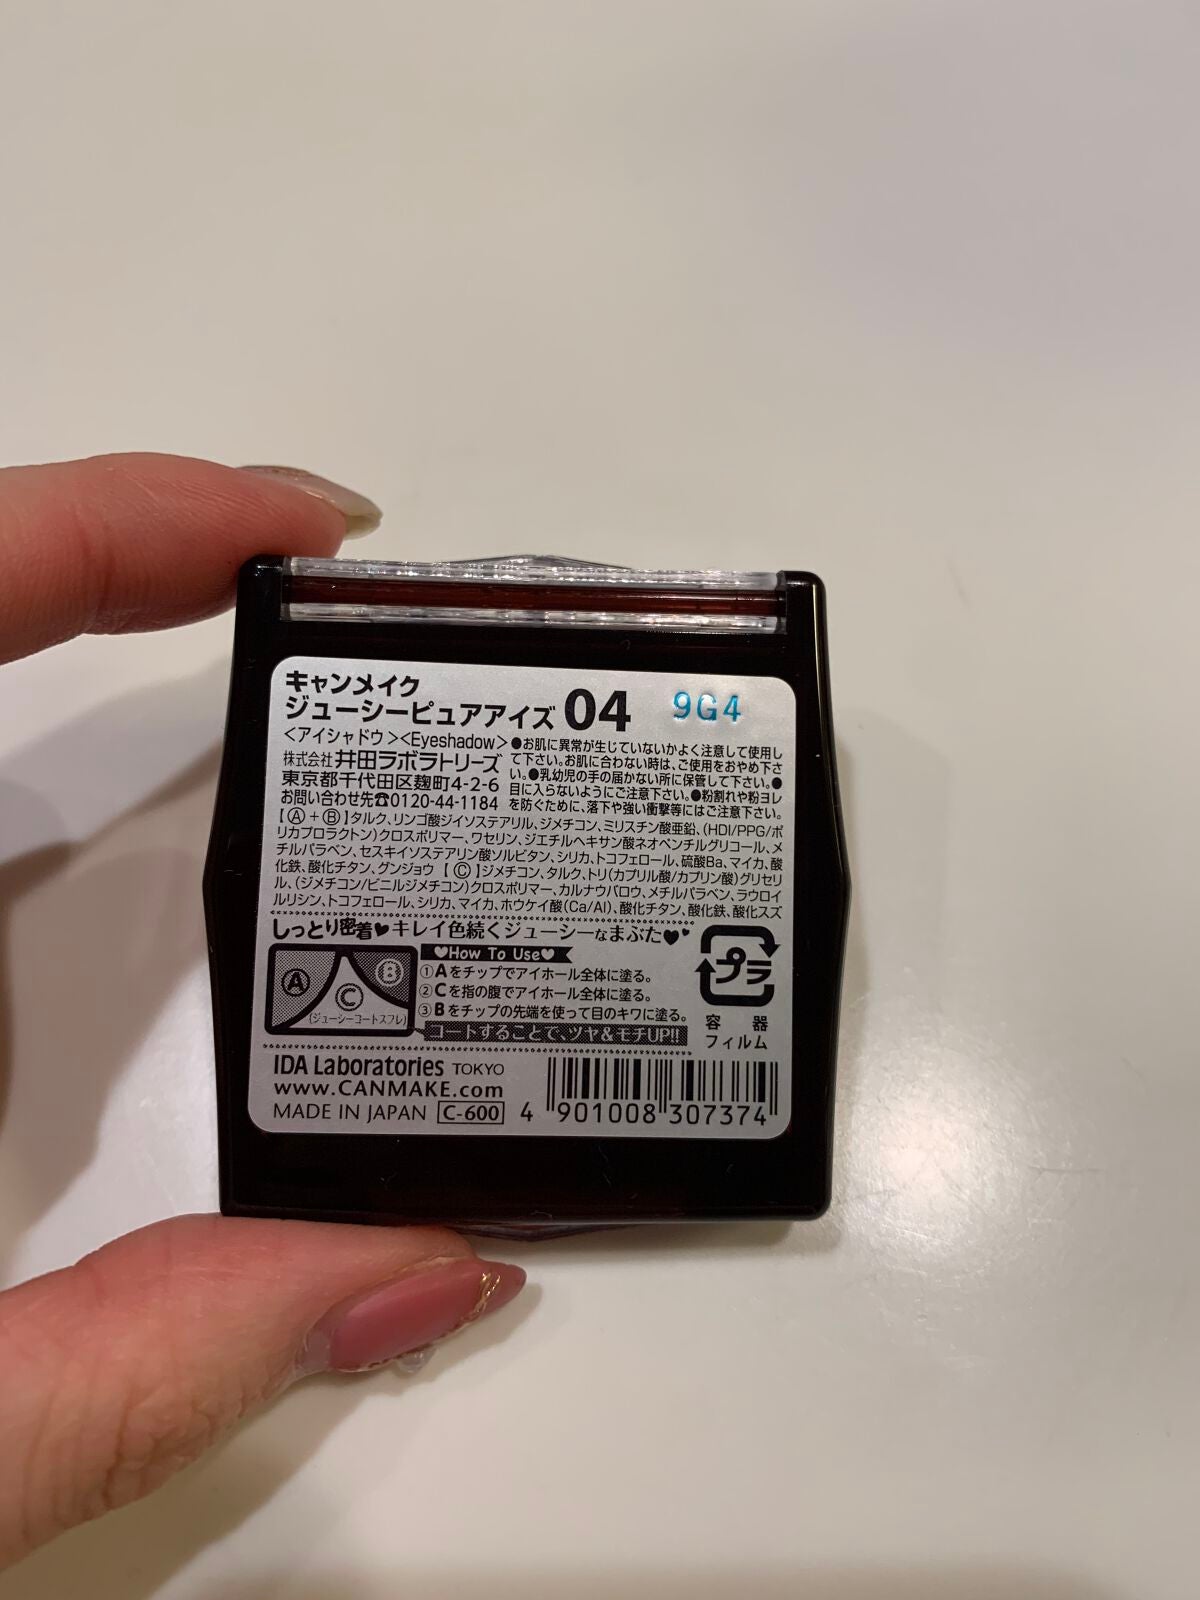 キャンメイク
ジューシーピュアアイズ 04 9G4
<アイシャドウ><Eyeshadow>
株式会社 井田ラボラトリーズ
東京都千代田区麹町4-2-6
お問い合わせ先☎0120-44-1184
●お肌に異常が生じていないかよく注意して使用し
て下さい。お肌に合わない時は、ご使用をおやめ下さ
い。●乳幼児の手の届かない所に保管して下さい。●
目に入らないようにご注意下さい。●粉割れや粉ヨレ
を防ぐために、落下や強い衝撃等にはご注意下さい。
【Ⓐ+Ⓑ】タルク、リンゴ酸ジイソステアリル、ジメチコン、ミリスチン酸亜鉛、(HDI/PPG/ポ
リカプロラクトン)クロスポリマー、ワセリン、ジエチルヘキサン酸ネオペンチルグリコール、メ
チルパラベン、セスキイソステアリン酸ソルビタン、シリカ、トコフェロール、硫酸Ba、マイカ、酸
化鉄、酸化チタン、グンジョウ【Ⓒ】ジメチコン、タルク、トリ(カプリル酸/カプリン酸)グリセリ
ル、(ジメチコン/ビニルジメチコン)クロスポリマー、カルナウバロウ、メチルパラベン、ラウロイ
ルリシン、トコフェロール、シリカ、マイカ、ホウケイ酸(Ca/Al)、酸化チタン、酸化鉄、酸化スズ
しっとり密着♥キレイ色続くジューシーなまぶた♥♥
Ⓐ Ⓑ Ⓒ
(ジューシーコートスフレ)
♥How To Use♥
①Aをチップでアイホール全体に塗る。
②Cを指の腹でアイホール全体に塗る。
③Bをチップの先端を使って目のキワに塗る。
コートすることで、ツヤ&モチUP!!
プラ
容器
フィルム
IDA Laboratories TOKYO
www.CANMAKE.com
MADE IN JAPAN C-600
4 901008 307374